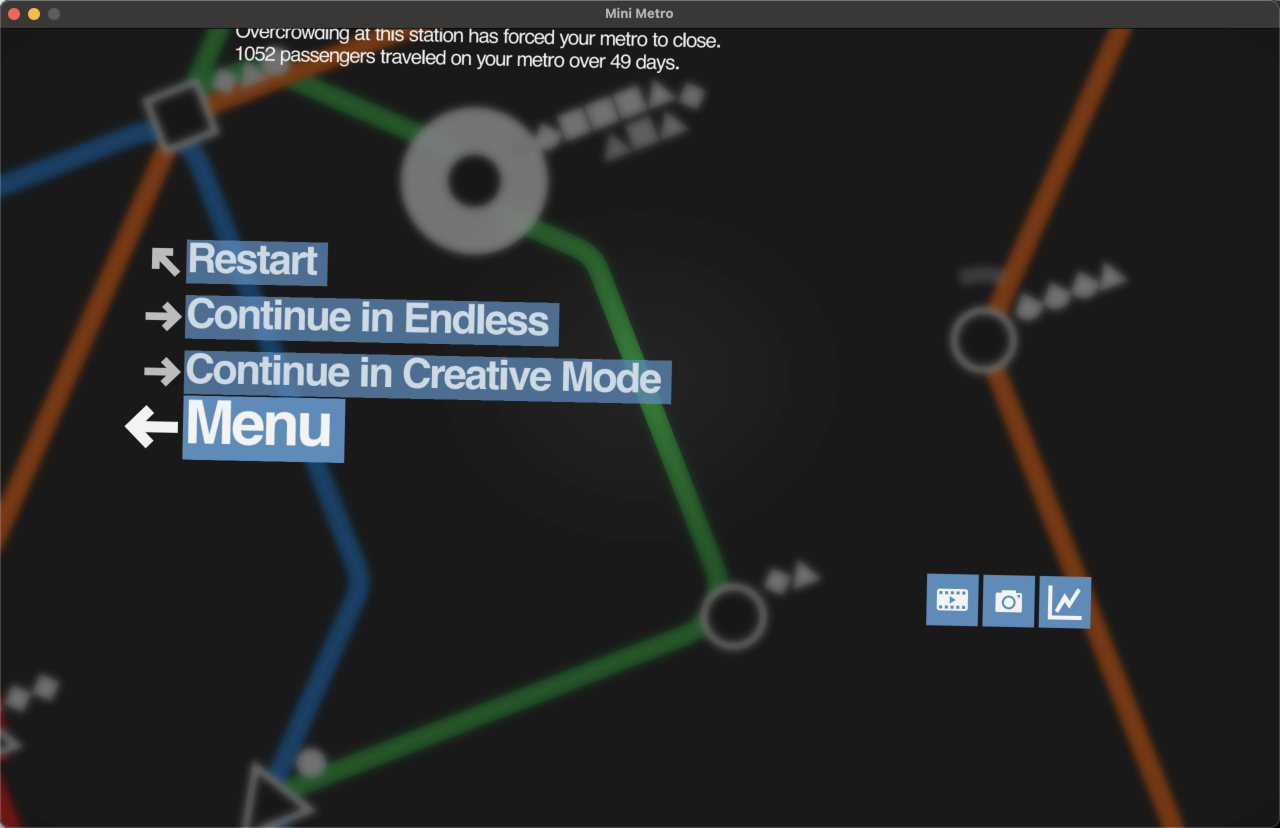 Mini Metro
Overcrowding at this station has forced your metro to close.
1052 passengers traveled on your metro over 49 days.
Restart
Continue in Endless
Continue in Creative Mode
Menu